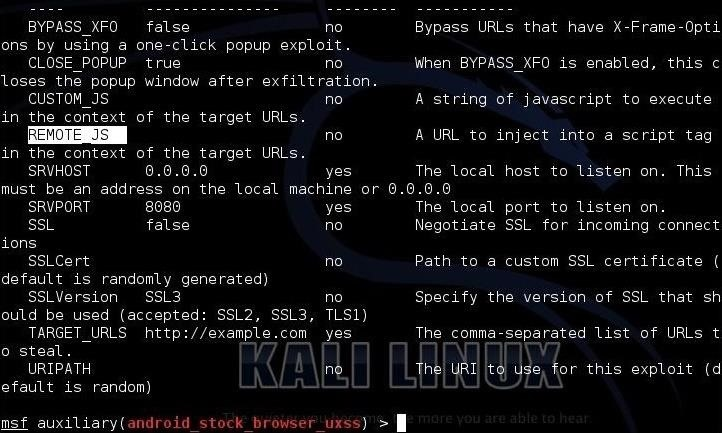 ---- --------------- -------- -----------
BYPASS_XFO false no Bypass URLs that have X-Frame-Opti
ons by using a one-click popup exploit.
CLOSE_POPUP true no When BYPASS_XFO is enabled, this c
loses the popup window after exfiltration.
CUSTOM_JS no A string of javascript to execute
in the context of the target URLs.
REMOTE_JS no A URL to inject into a script tag
in the context of the target URLs.
SRVHOST 0.0.0.0 yes The local host to listen on. This
must be an address on the local machine or 0.0.0.0
SRVPORT 8080 yes The local port to listen on.
SSL false no Negotiate SSL for incoming connect
ions
SSLCert no Path to a custom SSL certificate (
default is randomly generated)
SSLVersion SSL3 no Specify the version of SSL that sh
ould be used (accepted: SSL2, SSL3, TLS1)
TARGET_URLS http://example.com yes The comma-separated list of URLs t
o steal.
URIPATH no The URI to use for this exploit (d
efault is random)
KALI LINUX
msf auxiliary(android_stock_browser_uxss) >
more you are able to hear